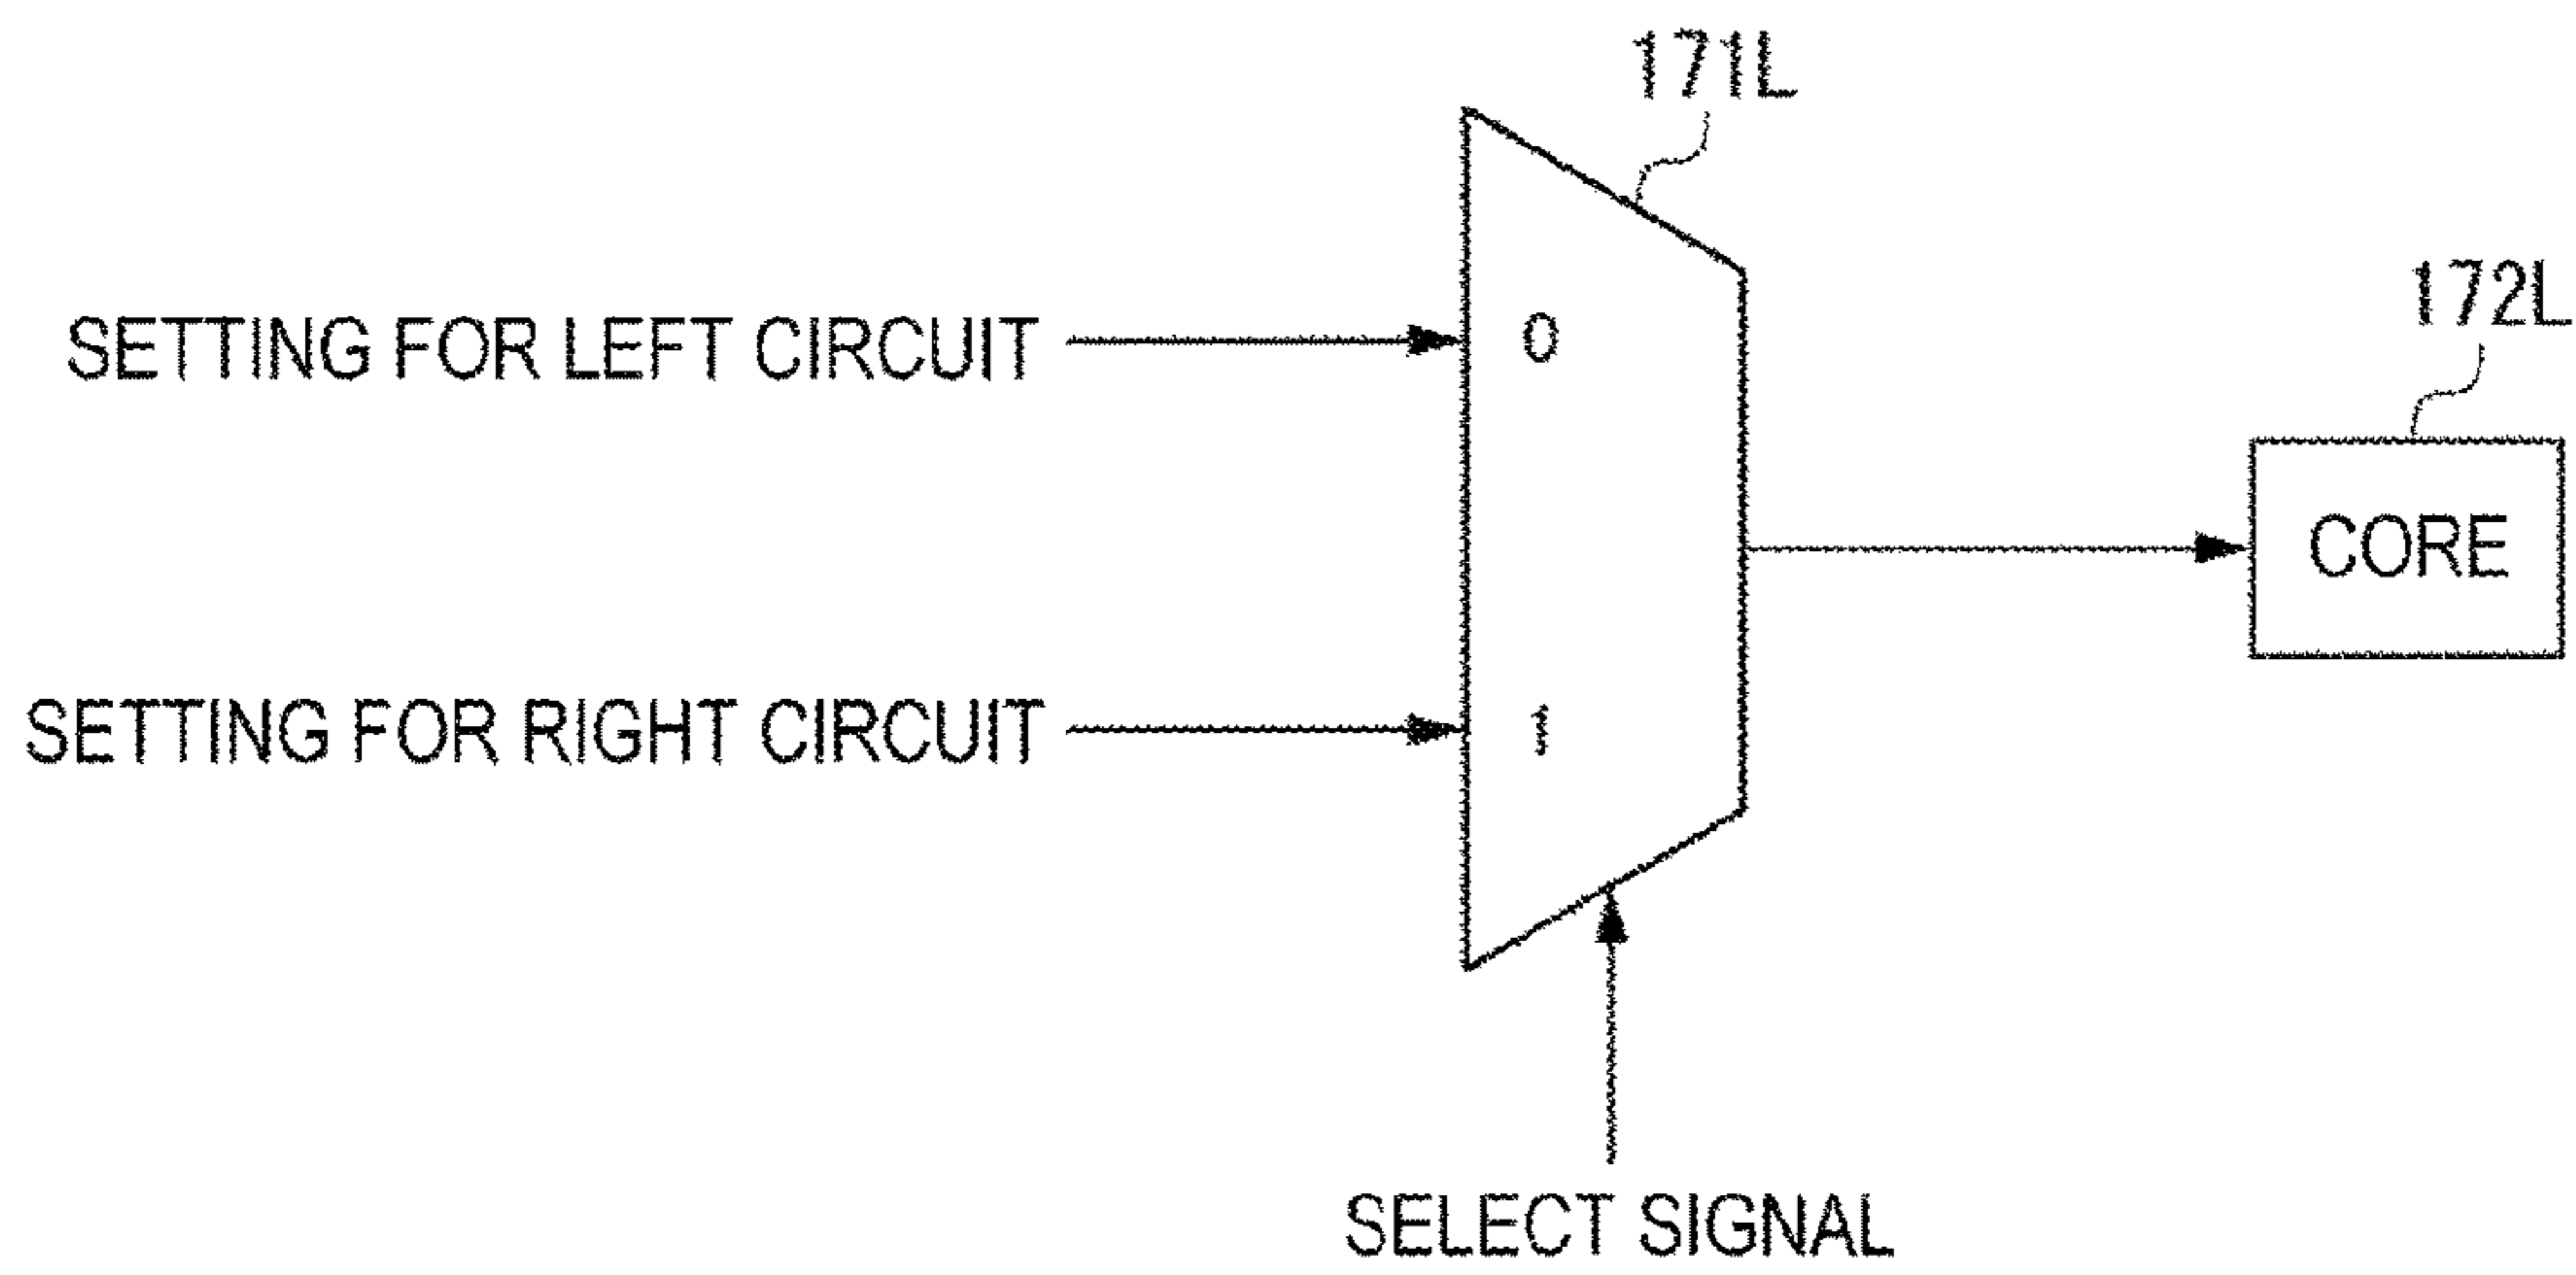 171L
172L
SETTING FOR LEFT CIRCUIT
0
CORE
SETTING FOR RIGHT CIRCUIT
1
SELECT SIGNAL